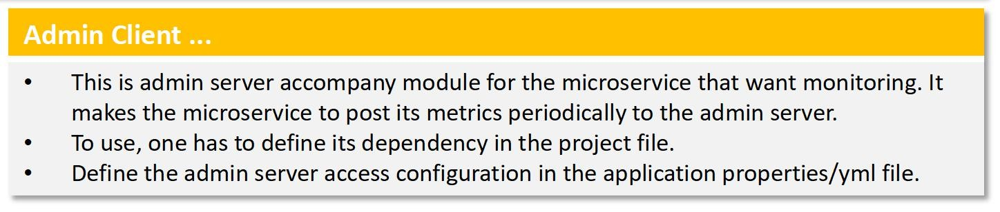 Admin Client ...
• This is admin server accompany module for the microservice that want monitoring. It
makes the microservice to post its metrics periodically to the admin server.
• To use, one has to define its dependency in the project file.
• Define the admin server access configuration in the application properties/yml file.